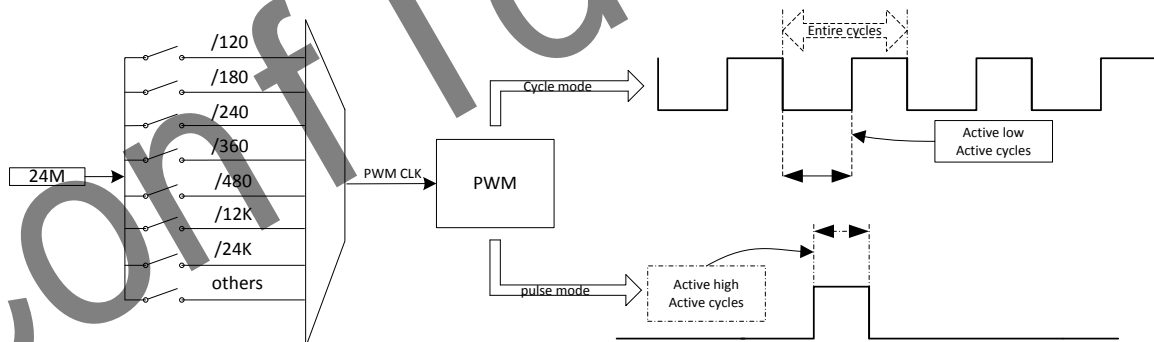 24M
/120
/180
/240
/360
/480
/12K
/24K
others
PWM CLK
PWM
Cycle mode
pulse mode
Entire cycles
Active low
Active cycles
Active high
Active cycles